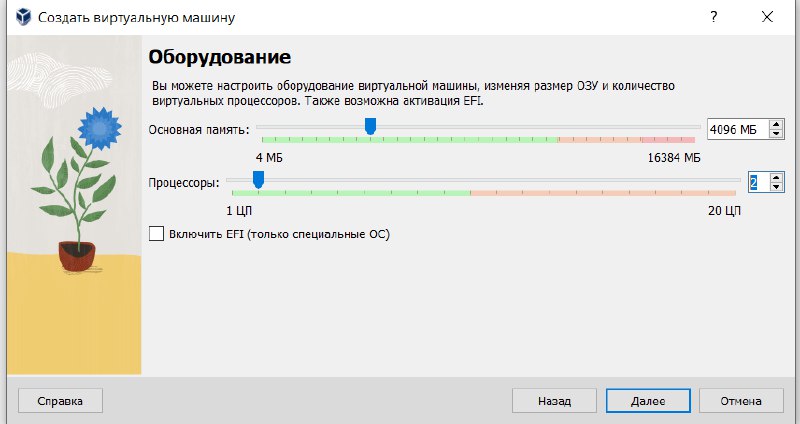 Создать виртуальную машину
Оборудование
Вы можете настроить оборудование виртуальной машины, изменяя размер ОЗУ и количество
виртуальных процессоров. Также возможна активация EFI.
Основная память:
4096 МБ
4 МБ
16384 МБ
Процессоры:
2
1 ЦП
20 ЦП
Включить EFI (только специальные ОС)
Справка
Назад
Далее
Отмена